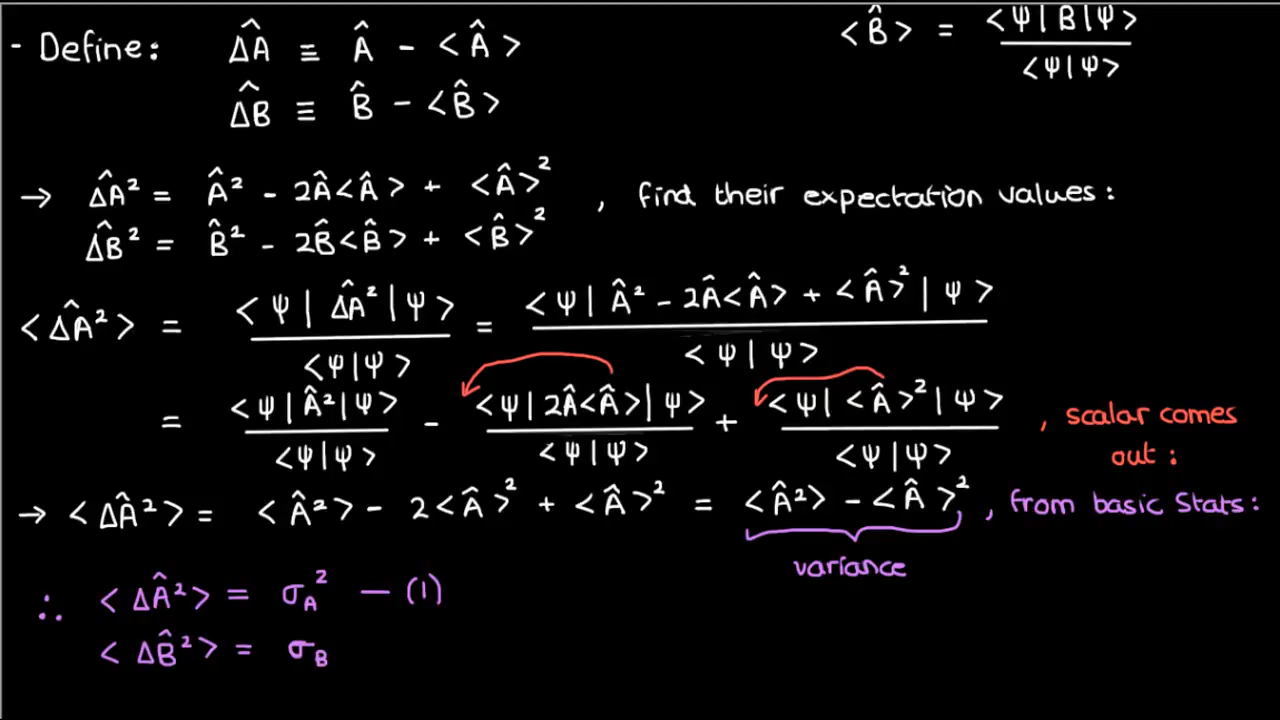 - Define: ΔÂ ≡ Â - <Â>
<B̂> = <Ψ|B|Ψ> / <Ψ|Ψ>
ΔB̂ ≡ B̂ - <B̂>
→ ΔÂ² = Â² - 2Â<Â> + <Â>²
ΔB̂² = B̂² - 2B̂<B̂> + <B̂>²
, find their expectation values:
<ΔÂ²> = <Ψ|ΔÂ²|Ψ> / <Ψ|Ψ> = <Ψ|Â² - 2Â<Â> + <Â>²|Ψ> / <Ψ|Ψ>
= <Ψ|Â²|Ψ> / <Ψ|Ψ> - <Ψ|2Â<Â>|Ψ> / <Ψ|Ψ> + <Ψ|<Â>²|Ψ> / <Ψ|Ψ> , scalar comes
out:
→ <ΔÂ²> = <Â²> - 2<Â>² + <Â>² = <Â²> - <Â>² , from basic Stats:
variance
∴ <ΔÂ²> = σ_A² — (1)
<ΔB̂²> = σ_B